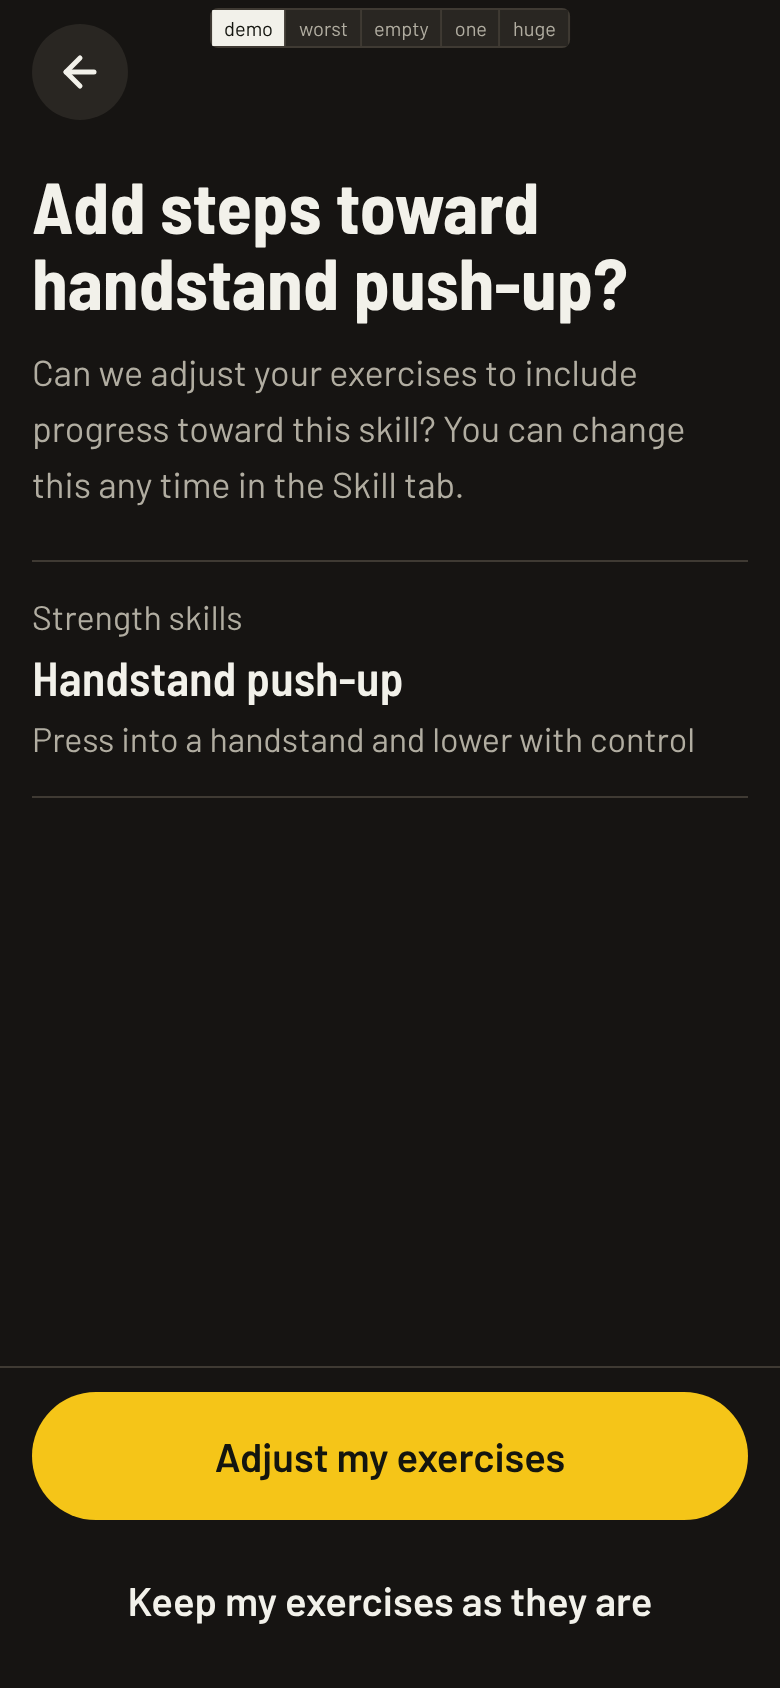 demo worst empty one huge
Add steps toward
handstand push-up?
Can we adjust your exercises to include
progress toward this skill? You can change
this any time in the Skill tab.
Strength skills
Handstand push-up
Press into a handstand and lower with control
Adjust my exercises
Keep my exercises as they are